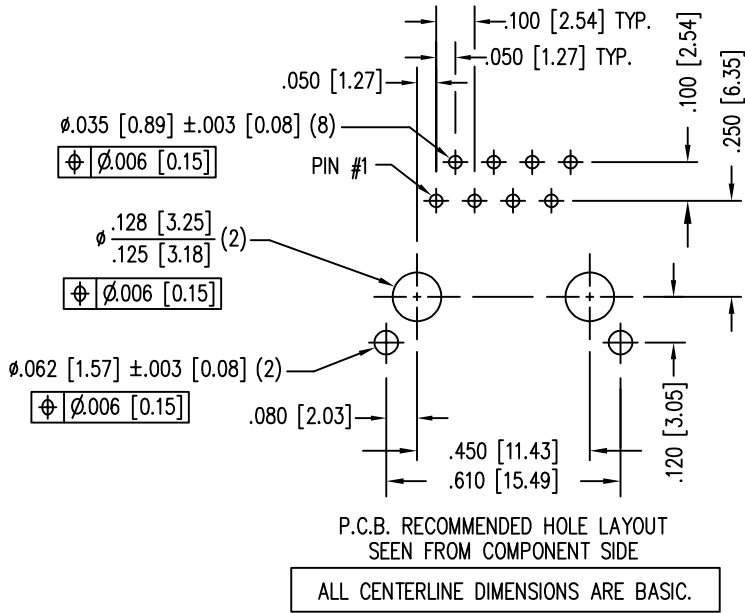 .100 [2.54] TYP.
.050 [1.27] TYP.
.050 [1.27]
.100 [2.54]
.250 [6.35]
ø.035 [0.89] ±.003 [0.08] (8)
⌖ Ø.006 [0.15]
PIN #1
ø .128 [3.25] (2)
.125 [3.18]
⌖ Ø.006 [0.15]
ø.062 [1.57] ±.003 [0.08] (2)
⌖ Ø.006 [0.15]
.080 [2.03]
.450 [11.43]
.610 [15.49]
.120 [3.05]
P.C.B. RECOMMENDED HOLE LAYOUT
SEEN FROM COMPONENT SIDE
ALL CENTERLINE DIMENSIONS ARE BASIC.